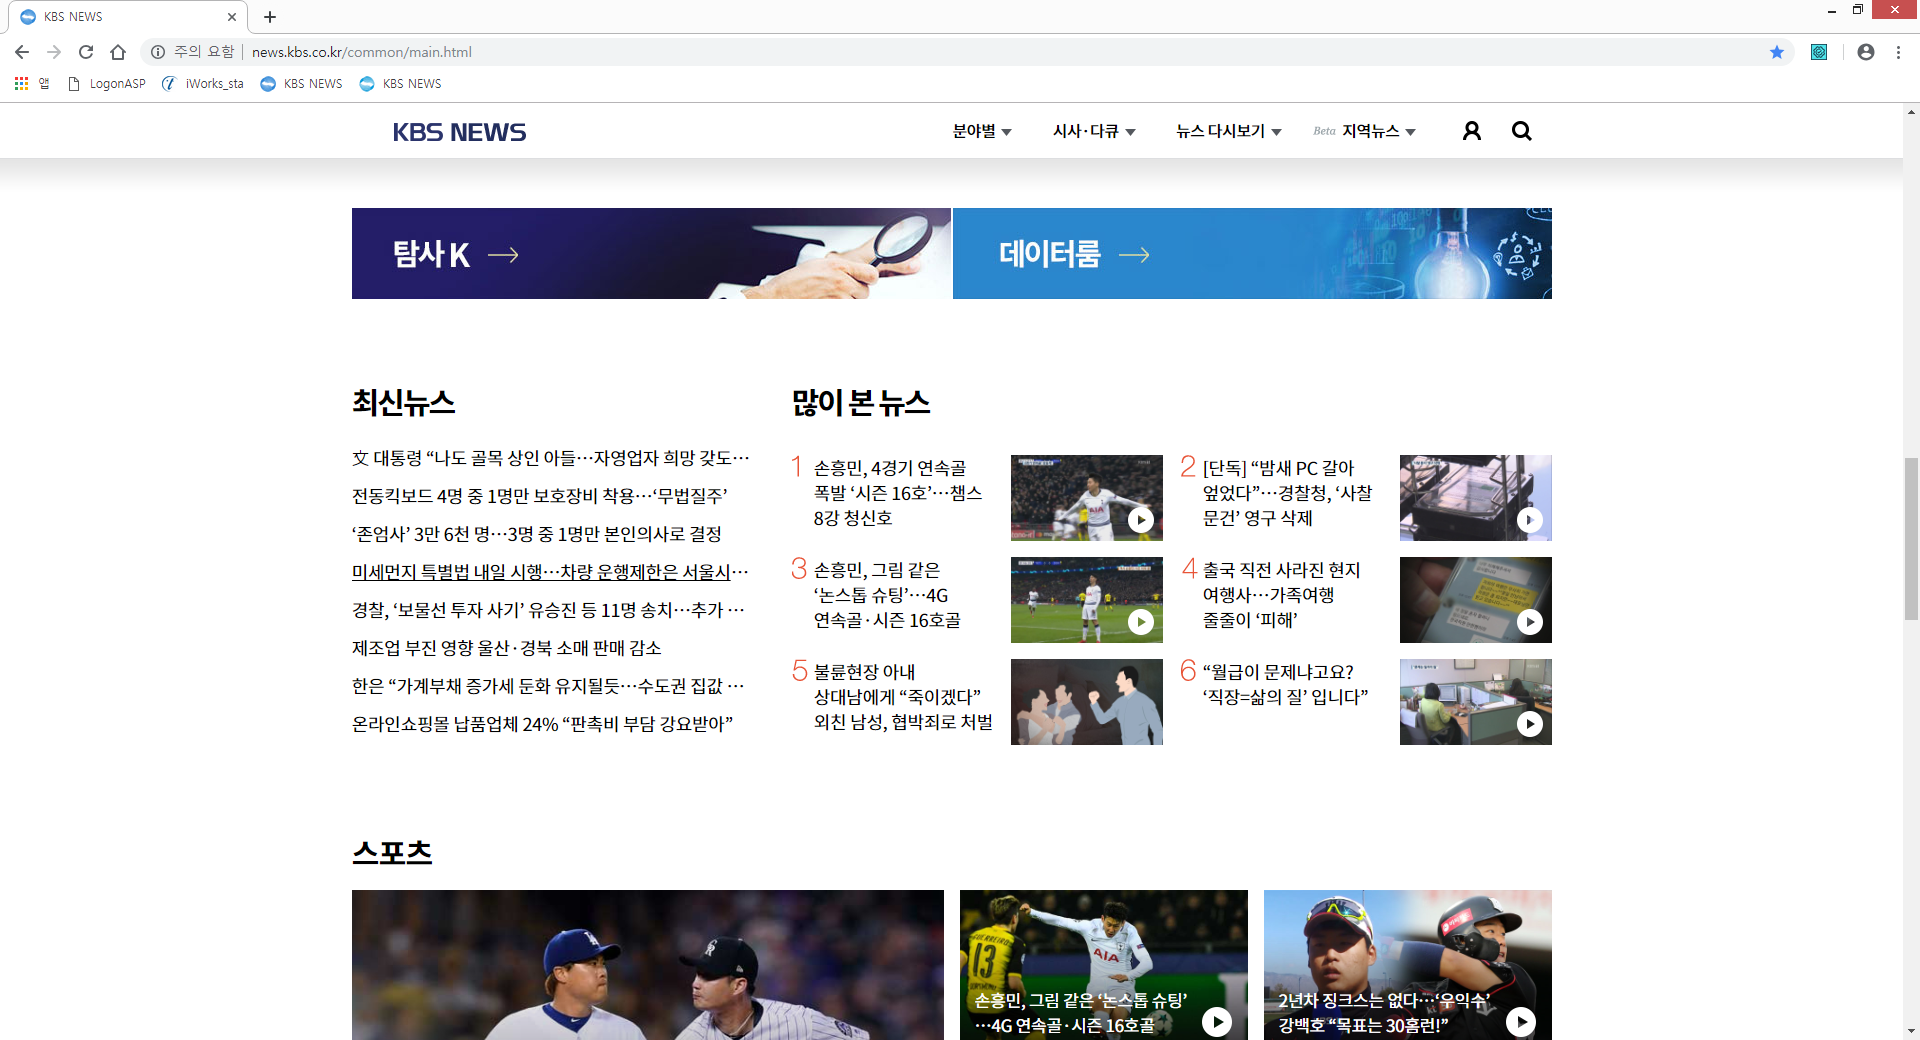 KBS NEWS
주의 요함 news.kbs.co.kr/common/main.html
앱 LogonASP iWorks_sta KBS NEWS KBS NEWS
KBS NEWS 분야별 시사·다큐 뉴스 다시보기 Beta 지역뉴스
탐사 K
데이터룸
최신뉴스
文 대통령 “나도 골목 상인 아들…자영업자 희망 갖도…
전동킥보드 4명 중 1명만 보호장비 착용…‘무법질주’
‘존엄사’ 3만 6천 명…3명 중 1명만 본인의사로 결정
미세먼지 특별법 내일 시행…차량 운행제한은 서울시…
경찰, ‘보물선 투자 사기’ 유승진 등 11명 송치…추가 …
제조업 부진 영향 울산·경북 소매 판매 감소
한은 “가계부채 증가세 둔화 유지될듯…수도권 집값 …
온라인쇼핑몰 납품업체 24% “판촉비 부담 강요받아”
많이 본 뉴스
1 손흥민, 4경기 연속골
폭발 ‘시즌 16호’…챔스
8강 청신호
2 [단독] “밤새 PC 갈아
엎었다”…경찰청, ‘사찰
문건’ 영구 삭제
3 손흥민, 그림 같은
‘논스톱 슈팅’…4G
연속골·시즌 16호골
4 출국 직전 사라진 현지
여행사…가족여행
줄줄이 ‘피해’
5 불륜현장 아내
상대남에게 “죽이겠다”
외친 남성, 협박죄로 처벌
6 “월급이 문제냐고요?
‘직장=삶의 질’ 입니다”
스포츠
GUERREIRO
13
AIA
손흥민, 그림 같은 ‘논스톱 슈팅’
…4G 연속골·시즌 16호골
2년차 징크스는 없다…‘우익수’
강백호 “목표는 30홈런!”